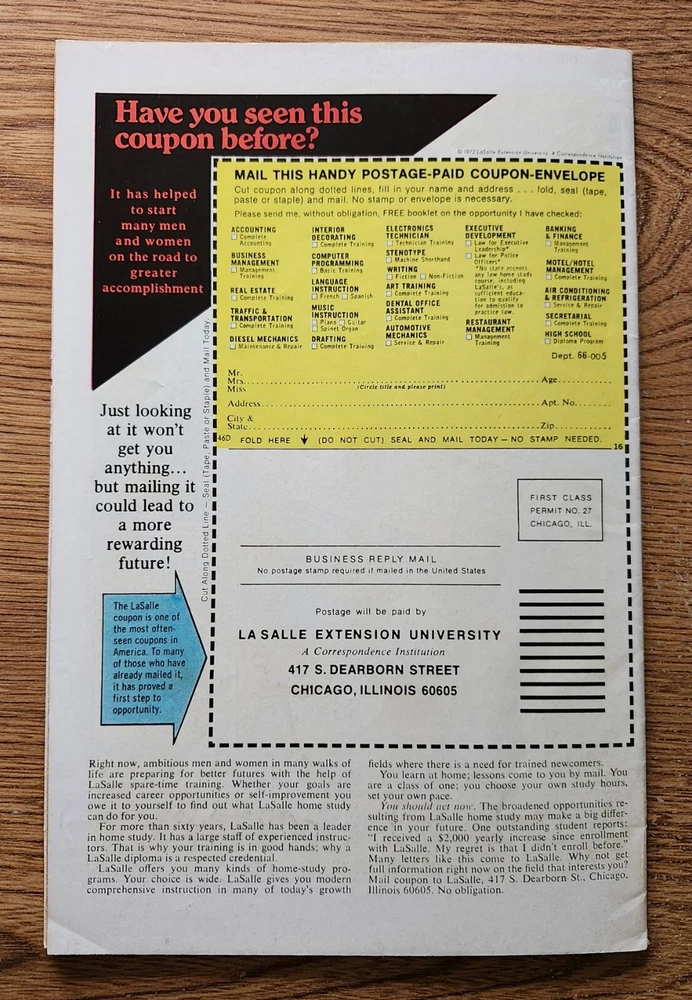 Have you seen this
coupon before?
It has helped
to start
many men
and women
on the road to
greater
accomplishment
Just looking
at it won't
get you
anything...
but mailing it
could lead to
a more
rewarding
future!
The LaSalle
coupon is one of
the most often-
seen coupons in
America. To many
of those who have
already mailed it,
it has proved a
first step to
opportunity.
© 1972 LaSalle Extension University A Correspondence Institution
MAIL THIS HANDY POSTAGE-PAID COUPON-ENVELOPE
Cut coupon along dotted lines, fill in your name and address . . . fold, seal (tape,
paste or staple) and mail. No stamp or envelope is necessary.
Please send me, without obligation, FREE booklet on the opportunity I have checked:
ACCOUNTING
Complete
Accounting
BUSINESS
MANAGEMENT
Management
Training
REAL ESTATE
Complete Training
TRAFFIC &
TRANSPORTATION
Complete Training
DIESEL MECHANICS
Maintenance & Repair
INTERIOR
DECORATING
Complete Training
COMPUTER
PROGRAMMING
Basic Training
LANGUAGE
INSTRUCTION
French Spanish
MUSIC
INSTRUCTION
Piano Guitar
Spinet Organ
DRAFTING
Complete Training
ELECTRONICS
TECHNICIAN
Technician Training
STENOTYPE
Machine Shorthand
WRITING
Fiction Non-Fiction
ART TRAINING
Complete Training
DENTAL OFFICE
ASSISTANT
Complete Training
AUTOMOTIVE
MECHANICS
Service & Repair
EXECUTIVE
DEVELOPMENT
Law for Executive
Leadership*
Law for Police
Officers*
*No state accepts
any law home study
course, including
LaSalle's, as
sufficient educa-
tion to qualify
for admission to
practice law.
RESTAURANT
MANAGEMENT
Management
Training
BANKING
& FINANCE
Management
Training
MOTEL/HOTEL
MANAGEMENT
Complete Training
AIR CONDITIONING
& REFRIGERATION
Service & Repair
SECRETARIAL
Complete Training
HIGH SCHOOL
Diploma Program
Dept. 66-005
Mr.
Mrs. Age
Miss (Circle title and please print)
Address Apt. No.
City &
State Zip
46D FOLD HERE (DO NOT CUT) SEAL AND MAIL TODAY — NO STAMP NEEDED. 16
Cut Along Dotted Line — Seal (Tape, Paste or Staple) and Mail Today
FIRST CLASS
PERMIT NO. 27
CHICAGO, ILL.
BUSINESS REPLY MAIL
No postage stamp required if mailed in the United States
Postage will be paid by
LA SALLE EXTENSION UNIVERSITY
A Correspondence Institution
417 S. DEARBORN STREET
CHICAGO, ILLINOIS 60605
Right now, ambitious men and women in many walks of
life are preparing for better futures with the help of
LaSalle spare-time training. Whether your goals are
increased career opportunities or self-improvement you
owe it to yourself to find out what LaSalle home study
can do for you.
For more than sixty years, LaSalle has been a leader
in home study. It has a large staff of experienced instruc-
tors. That is why your training is in good hands; why a
LaSalle diploma is a respected credential.
LaSalle offers you many kinds of home-study pro-
grams. Your choice is wide. LaSalle gives you modern
comprehensive instruction in many of today's growth
fields where there is a need for trained newcomers.
You learn at home; lessons come to you by mail. You
are a class of one; you choose your own study hours,
set your own pace.
You should act now. The broadened opportunities re-
sulting from LaSalle home study may make a big differ-
ence in your future. One outstanding student reports:
"I received a $2,000 yearly increase since enrollment
with LaSalle. My regret is that I didn't enroll before."
Many letters like this come to LaSalle. Why not get
full information right now on the field that interests you?
Mail coupon to LaSalle, 417 S. Dearborn St., Chicago,
Illinois 60605. No obligation.